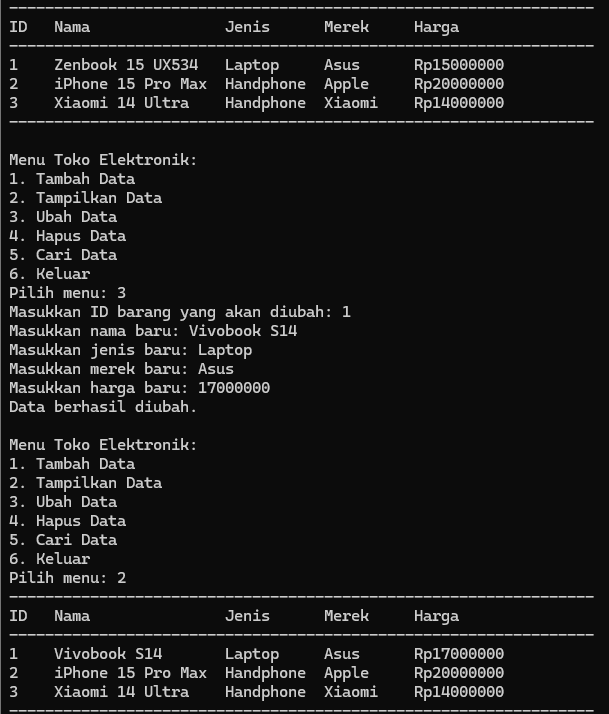 -----------------------------------------------------------------
ID   Nama               Jenis      Merek     Harga
-----------------------------------------------------------------
1    Zenbook 15 UX534   Laptop     Asus      Rp15000000
2    iPhone 15 Pro Max  Handphone  Apple     Rp20000000
3    Xiaomi 14 Ultra    Handphone  Xiaomi    Rp14000000
-----------------------------------------------------------------

Menu Toko Elektronik:
1. Tambah Data
2. Tampilkan Data
3. Ubah Data
4. Hapus Data
5. Cari Data
6. Keluar
Pilih menu: 3
Masukkan ID barang yang akan diubah: 1
Masukkan nama baru: Vivobook S14
Masukkan jenis baru: Laptop
Masukkan merek baru: Asus
Masukkan harga baru: 17000000
Data berhasil diubah.

Menu Toko Elektronik:
1. Tambah Data
2. Tampilkan Data
3. Ubah Data
4. Hapus Data
5. Cari Data
6. Keluar
Pilih menu: 2
-----------------------------------------------------------------
ID   Nama               Jenis      Merek     Harga
-----------------------------------------------------------------
1    Vivobook S14       Laptop     Asus      Rp17000000
2    iPhone 15 Pro Max  Handphone  Apple     Rp20000000
3    Xiaomi 14 Ultra    Handphone  Xiaomi    Rp14000000
-----------------------------------------------------------------